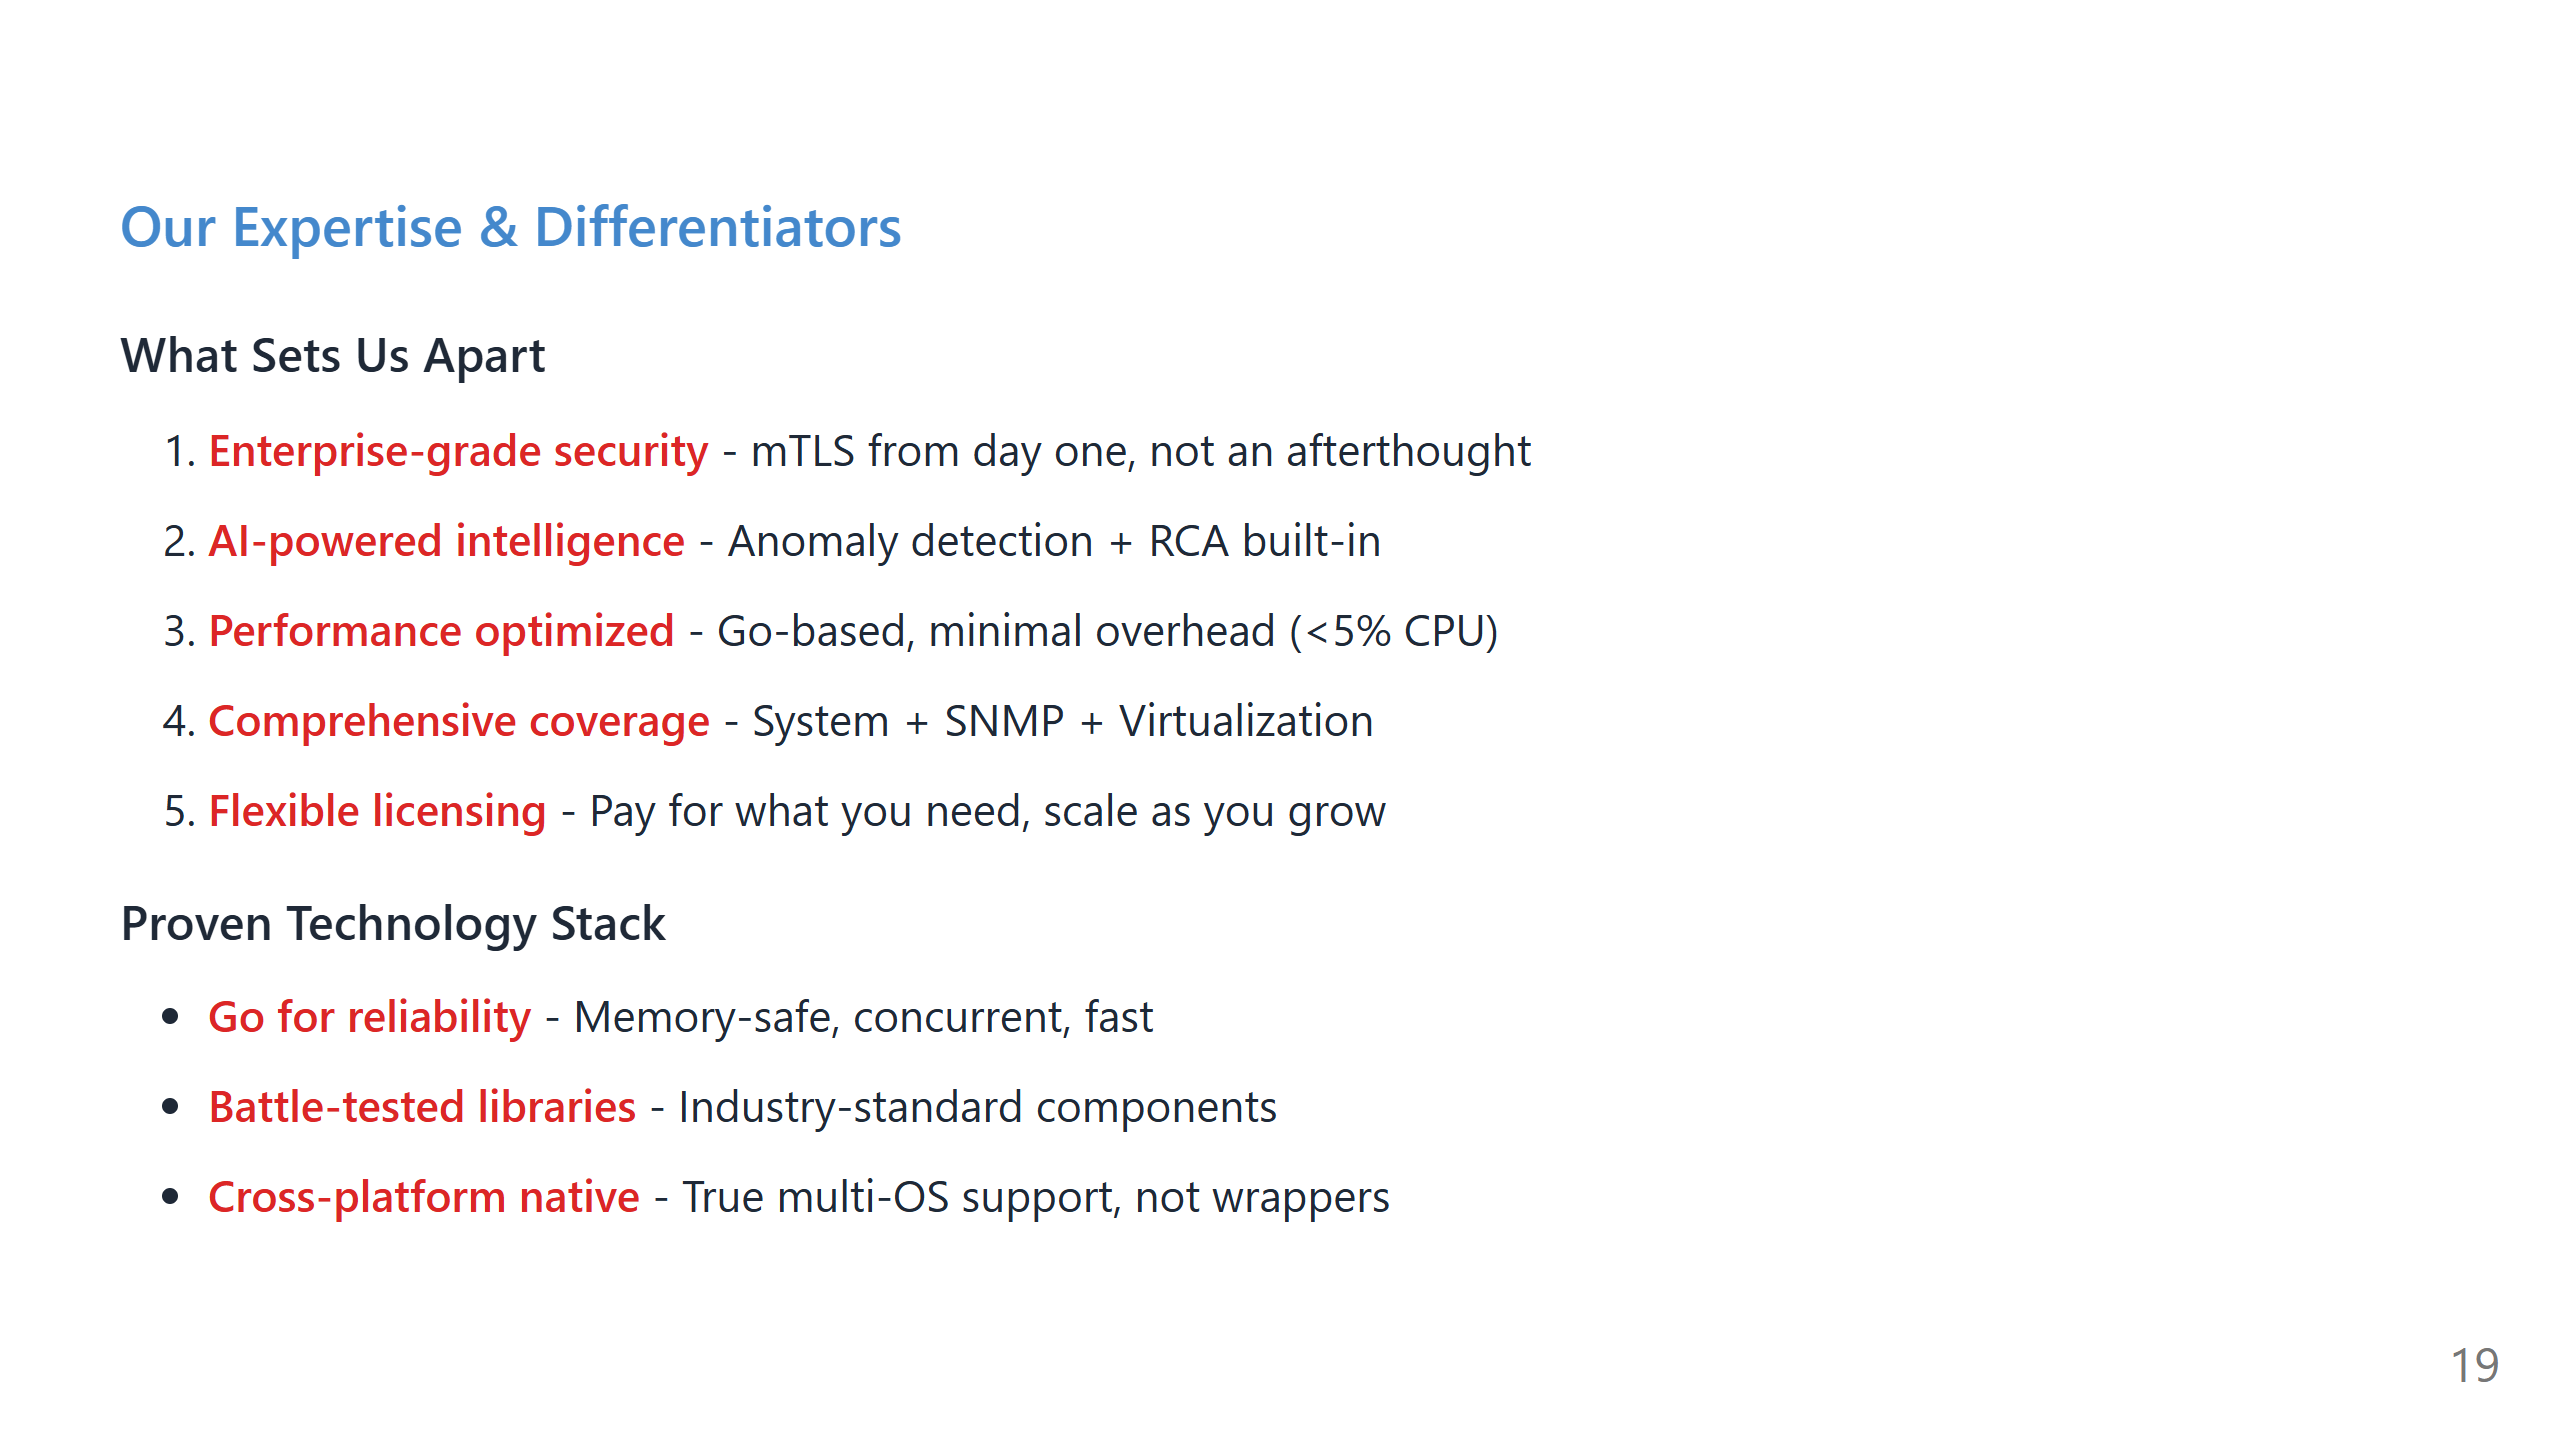 Our Expertise & Differentiators
What Sets Us Apart
1. Enterprise-grade security - mTLS from day one, not an afterthought
2. AI-powered intelligence - Anomaly detection + RCA built-in
3. Performance optimized - Go-based, minimal overhead (<5% CPU)
4. Comprehensive coverage - System + SNMP + Virtualization
5. Flexible licensing - Pay for what you need, scale as you grow
Proven Technology Stack
• Go for reliability - Memory-safe, concurrent, fast
• Battle-tested libraries - Industry-standard components
• Cross-platform native - True multi-OS support, not wrappers
19